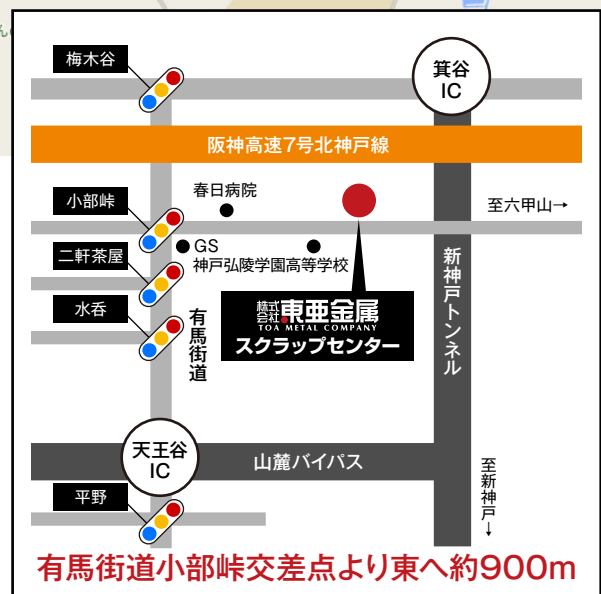 梅木谷
箕谷
IC
阪神高速7号北神戸線
春日病院
小部峠
至六甲山→
GS
神戸弘陵学園高等学校
二軒茶屋
水呑
有馬街道
新神戸トンネル
株式会社 東亜金属
TOA METAL COMPANY
スクラップセンター
天王谷
IC
山麓バイパス
平野
至新神戸→
有馬街道小部峠交差点より東へ約900m